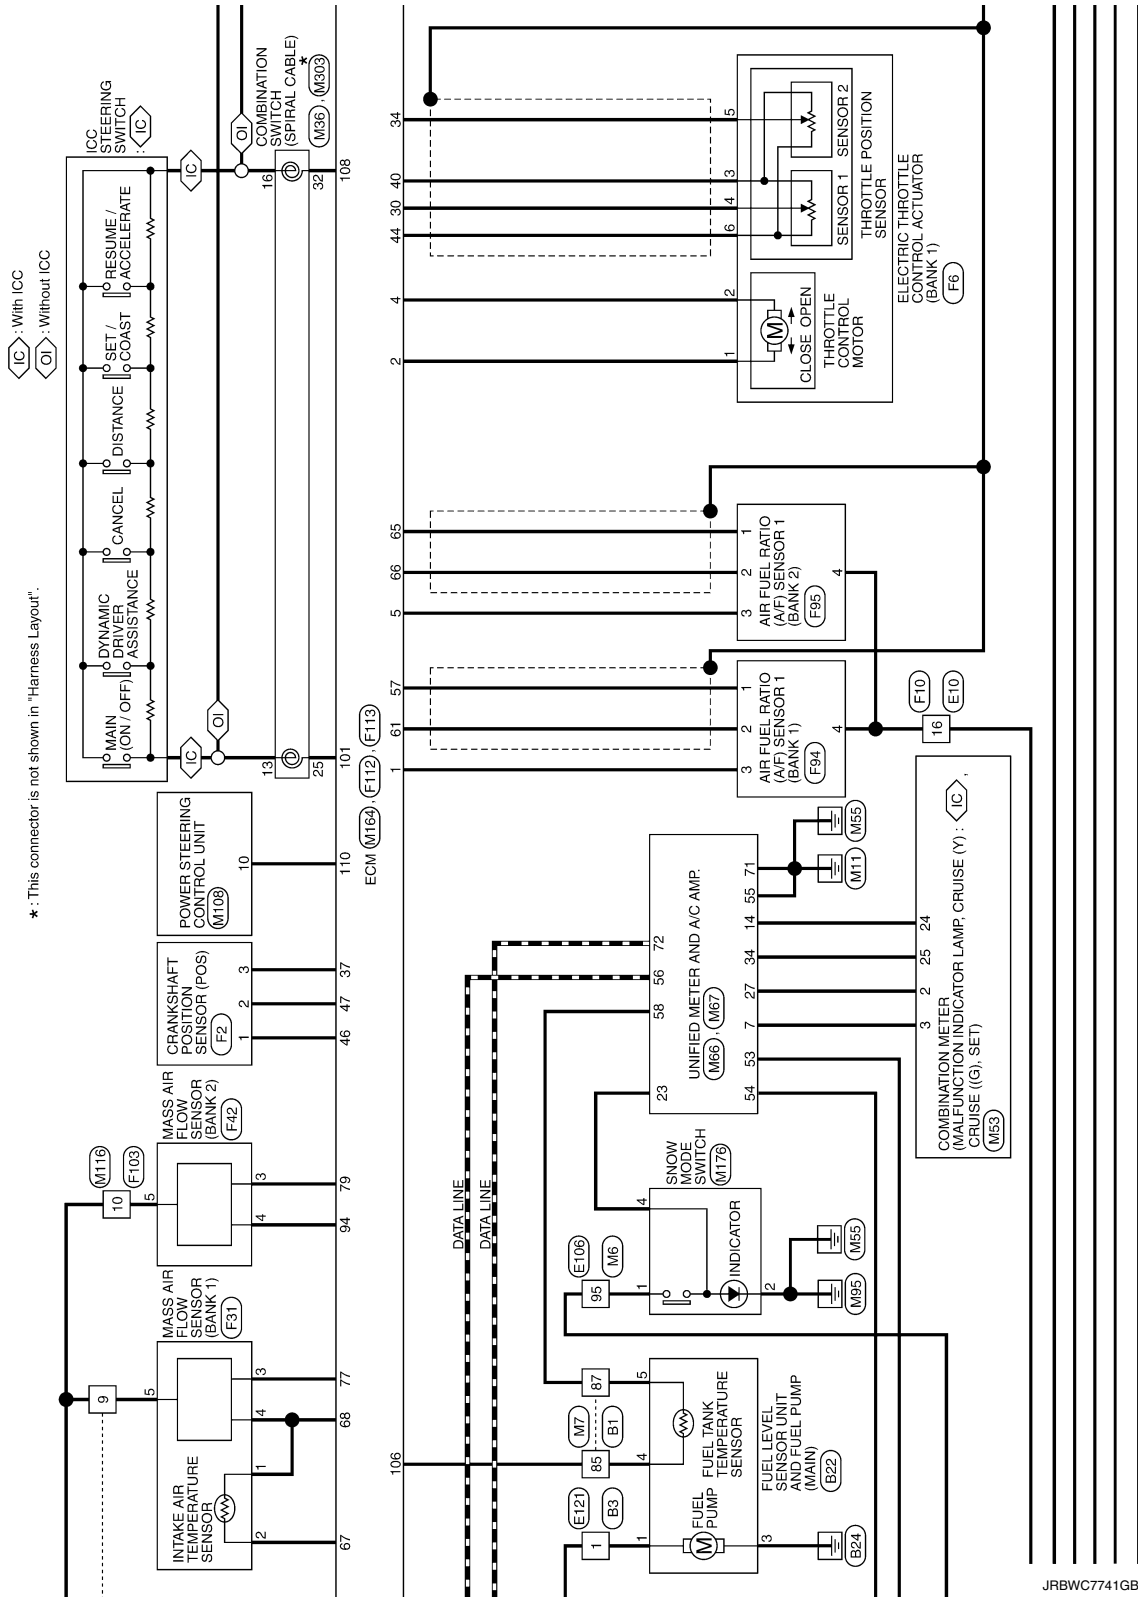 IC : With ICC
OI : Without ICC
* : This connector is not shown in "Harness Layout".
ICC
STEERING
SWITCH
: IC
MAIN
(ON / OFF)
DYNAMIC
DRIVER
ASSISTANCE
CANCEL
DISTANCE
SET /
COAST
RESUME /
ACCELERATE
IC
OI
IC
OI
COMBINATION
SWITCH
(SPIRAL CABLE)
*
M36 , M303
13
16
25
32
POWER STEERING
CONTROL UNIT
M108
10
CRANKSHAFT
POSITION
SENSOR (POS)
F2
1
2
3
MASS AIR
FLOW
SENSOR
(BANK 2)
F42
M116
F103
10
5
4
3
MASS AIR
FLOW
SENSOR
(BANK 1)
F31
9
5
INTAKE AIR
TEMPERATURE
SENSOR
2
1
4
3
67
68
77
94
79
46
47
37
110
101
108
ECM M164 , F112 , F113
106
1
61
57
5
66
65
2
4
44
30
40
34
DATA LINE
DATA LINE
E121
B3
1
M7
B1
85
87
1
4
5
FUEL
PUMP
M
FUEL TANK
TEMPERATURE
SENSOR
3
B24
FUEL LEVEL
SENSOR UNIT
AND FUEL PUMP
(MAIN)
B22
E106
M6
95
1
4
SNOW
MODE
SWITCH
M176
INDICATOR
2
M95
M55
23
58
56
72
UNIFIED METER AND A/C AMP.
M66 , M67
54
53
7
27
34
14
55
71
M11
M55
3
2
25
24
COMBINATION METER
(MALFUNCTION INDICATOR LAMP, CRUISE (Y) : IC ,
CRUISE ((G), SET)
M53
3
2
1
AIR FUEL RATIO
(A/F) SENSOR 1
(BANK 1)
F94
4
3
2
1
AIR FUEL RATIO
(A/F) SENSOR 1
(BANK 2)
F95
4
16
F10
E10
1
2
M
CLOSE OPEN
THROTTLE
CONTROL
MOTOR
6
4
3
5
SENSOR 1
SENSOR 2
THROTTLE POSITION
SENSOR
ELECTRIC THROTTLE
CONTROL ACTUATOR
(BANK 1)
F6
JRBWC7741GB